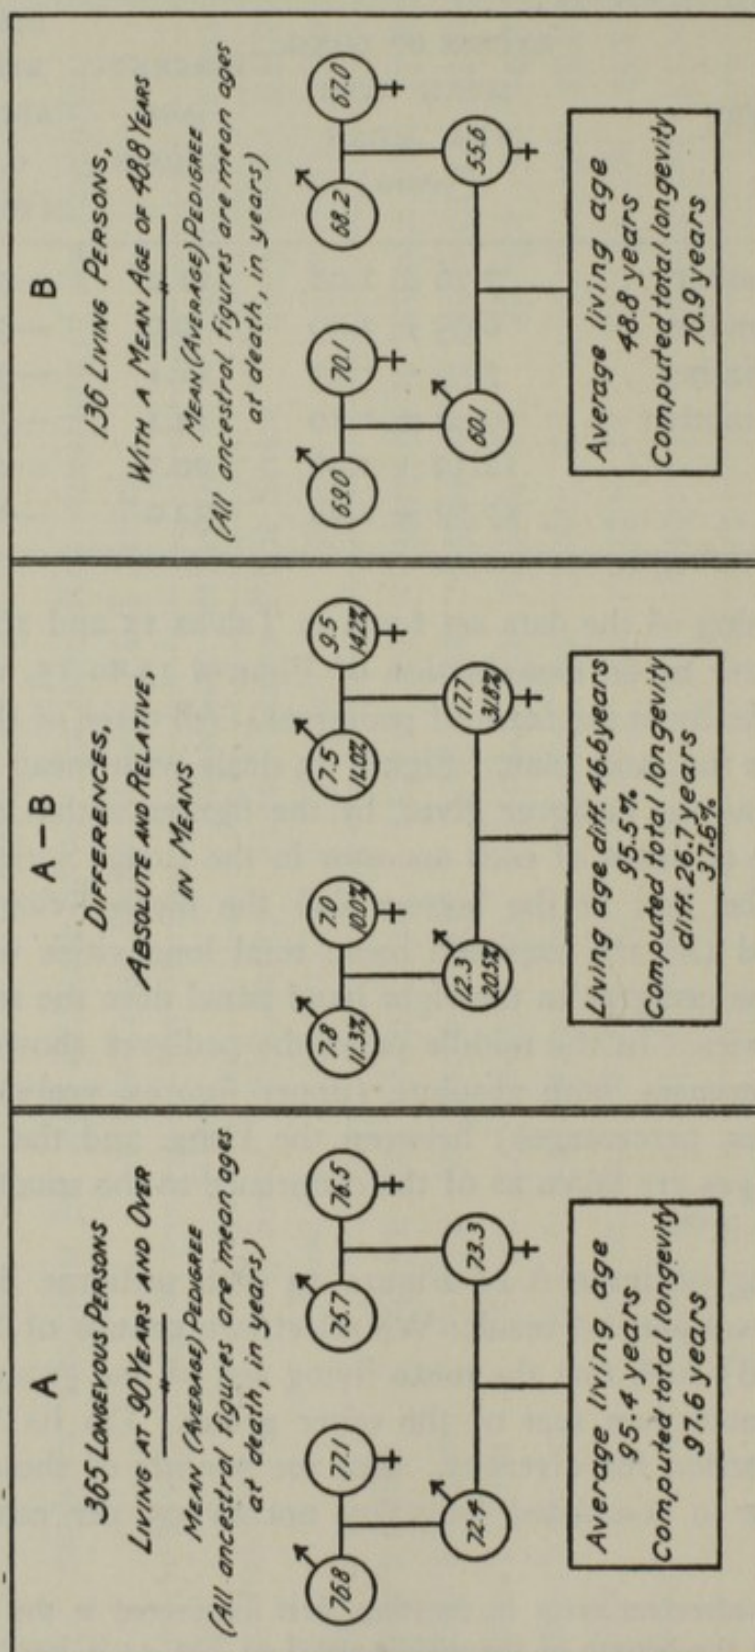 A
365 LONGEVOUS PERSONS
LIVING AT 90 YEARS AND OVER
"
MEAN (AVERAGE) PEDIGREE
(All ancestral figures are mean ages
at death, in years)
76.8 77.1 75.7 76.5
72.4 73.3
Average living age
95.4 years
Computed total longevity
97.6 years
A – B
DIFFERENCES,
ABSOLUTE AND RELATIVE,
IN MEANS
7.8 7.0 7.5 9.5
11.3% 10.0% 11.0% 14.2%
12.3 17.7
20.5% 31.8%
Living age diff. 46.6 years
95.5%
Computed total longevity
diff. 26.7 years
37.6%
B
136 LIVING PERSONS,
WITH A MEAN AGE OF 48.8 YEARS
"
MEAN (AVERAGE) PEDIGREE
(All ancestral figures are mean ages
at death, in years)
69.0 70.1 68.2 67.0
60.1 55.6
Average living age
48.8 years
Computed total longevity
70.9 years